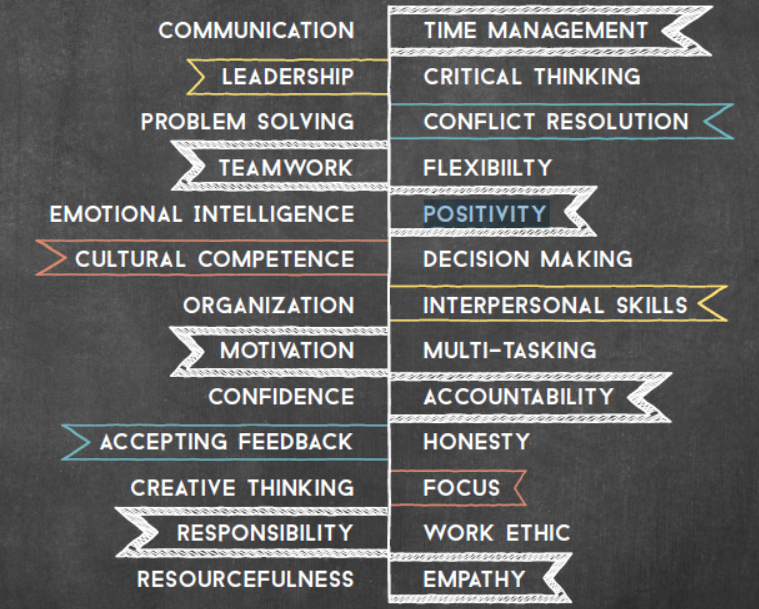 COMMUNICATION
TIME MANAGEMENT
LEADERSHIP
CRITICAL THINKING
PROBLEM SOLVING
CONFLICT RESOLUTION
TEAMWORK
FLEXIBIILTY
EMOTIONAL INTELLIGENCE
POSITIVITY
CULTURAL COMPETENCE
DECISION MAKING
ORGANIZATION
INTERPERSONAL SKILLS
MOTIVATION
MULTI-TASKING
CONFIDENCE
ACCOUNTABILITY
ACCEPTING FEEDBACK
HONESTY
CREATIVE THINKING
FOCUS
RESPONSIBILITY
WORK ETHIC
RESOURCEFULNESS
EMPATHY